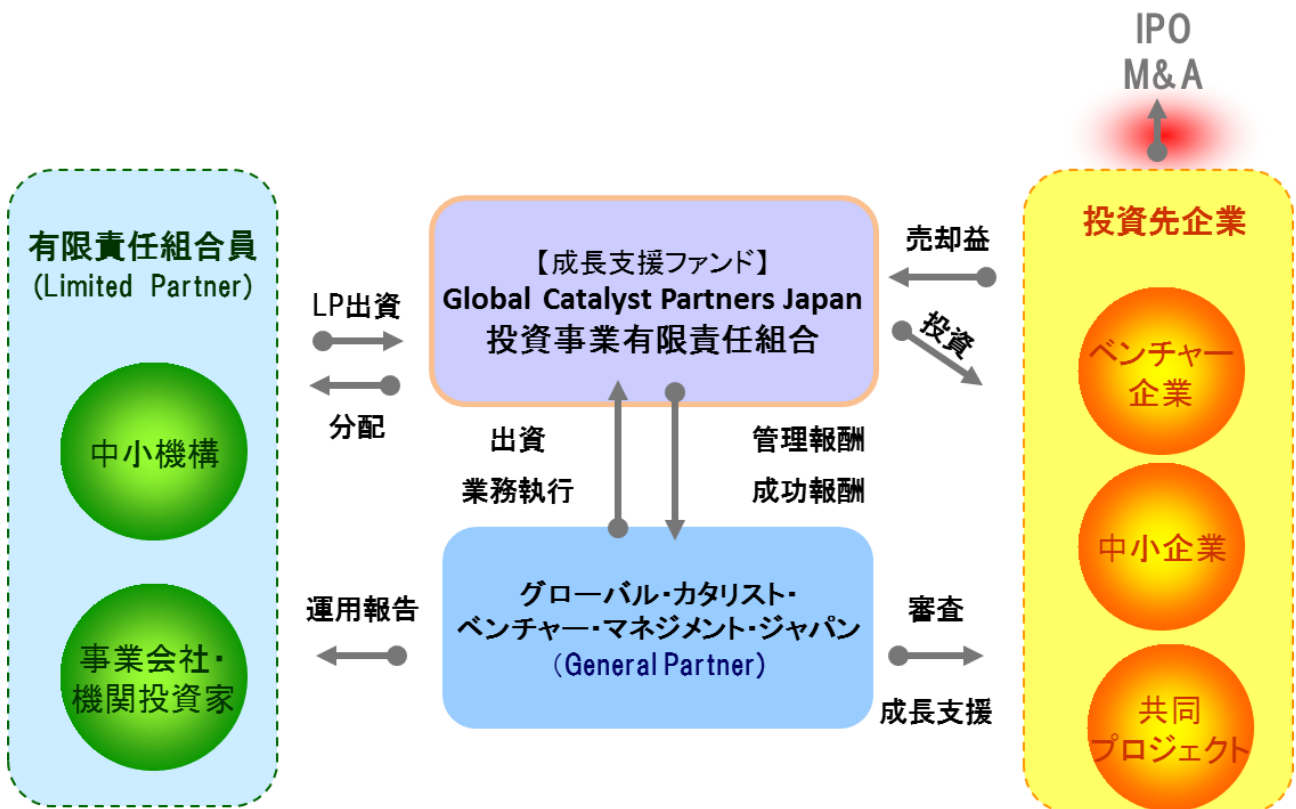 IPO
M&A
有限責任組合員
(Limited Partner)
中小機構
事業会社・
機関投資家
LP出資
分配
運用報告
【成長支援ファンド】
Global Catalyst Partners Japan
投資事業有限責任組合
出資
業務執行
管理報酬
成功報酬
グローバル・カタリスト・
ベンチャー・マネジメント・ジャパン
(General Partner)
売却益
投資
審査
成長支援
投資先企業
ベンチャー
企業
中小企業
共同
プロジェクト